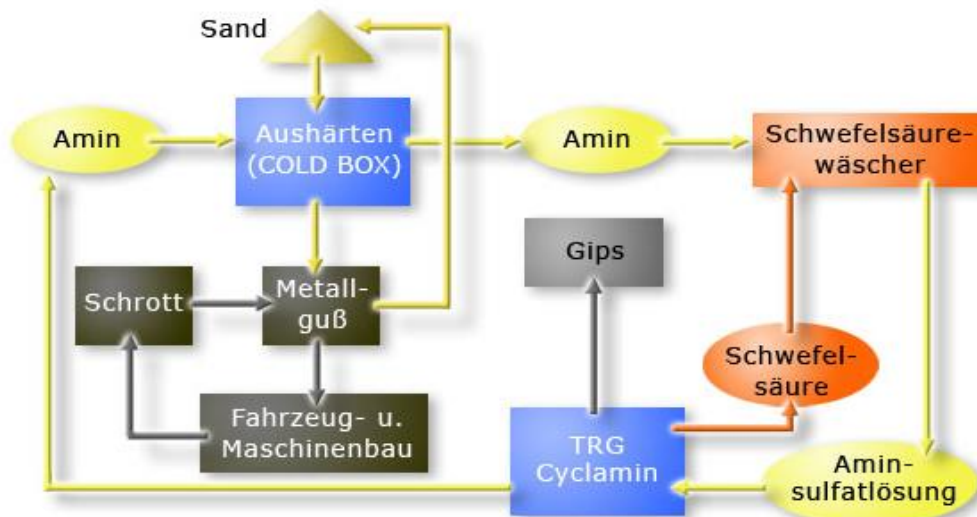 Sand
Amin
Aushärten
(COLD BOX)
Amin
Schwefelsäure-
wäscher
Gips
Schrott
Metall-
guß
Schwefel-
säure
Fahrzeug- u.
Maschinenbau
TRG
Cyclamin
Amin-
sulfatlösung